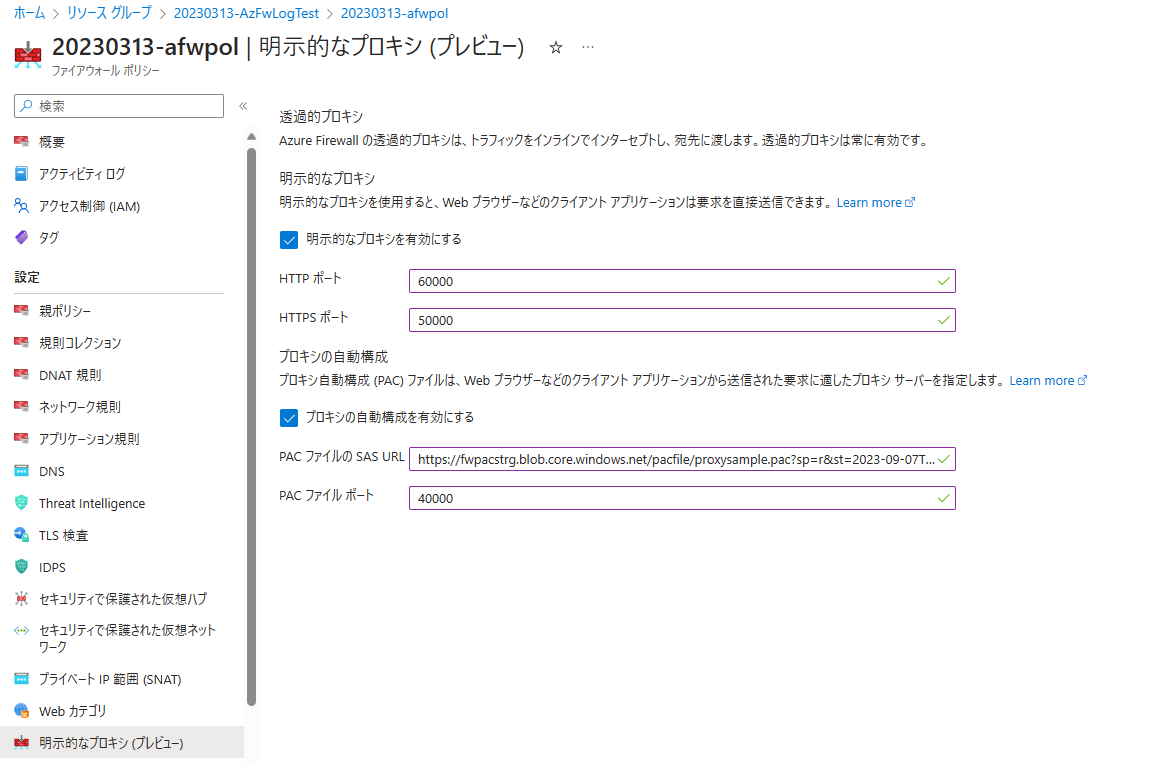 ホーム > リソース グループ > 20230313-AzFwLogTest > 20230313-afwpol
20230313-afwpol | 明示的なプロキシ (プレビュー) ☆ …
ファイアウォール ポリシー
検索 «
概要
アクティビティ ログ
アクセス制御 (IAM)
タグ
設定
親ポリシー
規則コレクション
DNAT 規則
ネットワーク規則
アプリケーション規則
DNS
Threat Intelligence
TLS 検査
IDPS
セキュリティで保護された仮想ハブ
セキュリティで保護された仮想ネット
ワーク
プライベート IP 範囲 (SNAT)
Web カテゴリ
明示的なプロキシ (プレビュー)
透過的プロキシ
Azure Firewall の透過的プロキシは、トラフィックをインラインでインターセプトし、宛先に渡します。透過的プロキシは常に有効です。
明示的なプロキシ
明示的なプロキシを使用すると、Web ブラウザーなどのクライアント アプリケーションは要求を直接送信できます。 Learn more
明示的なプロキシを有効にする
HTTP ポート 60000
HTTPS ポート 50000
プロキシの自動構成
プロキシ自動構成 (PAC) ファイルは、Web ブラウザーなどのクライアント アプリケーションから送信された要求に適したプロキシ サーバーを指定します。 Learn more
プロキシの自動構成を有効にする
PAC ファイルの SAS URL https://fwpacstrg.blob.core.windows.net/pacfile/proxysample.pac?sp=r&st=2023-09-07T...
PAC ファイル ポート 40000